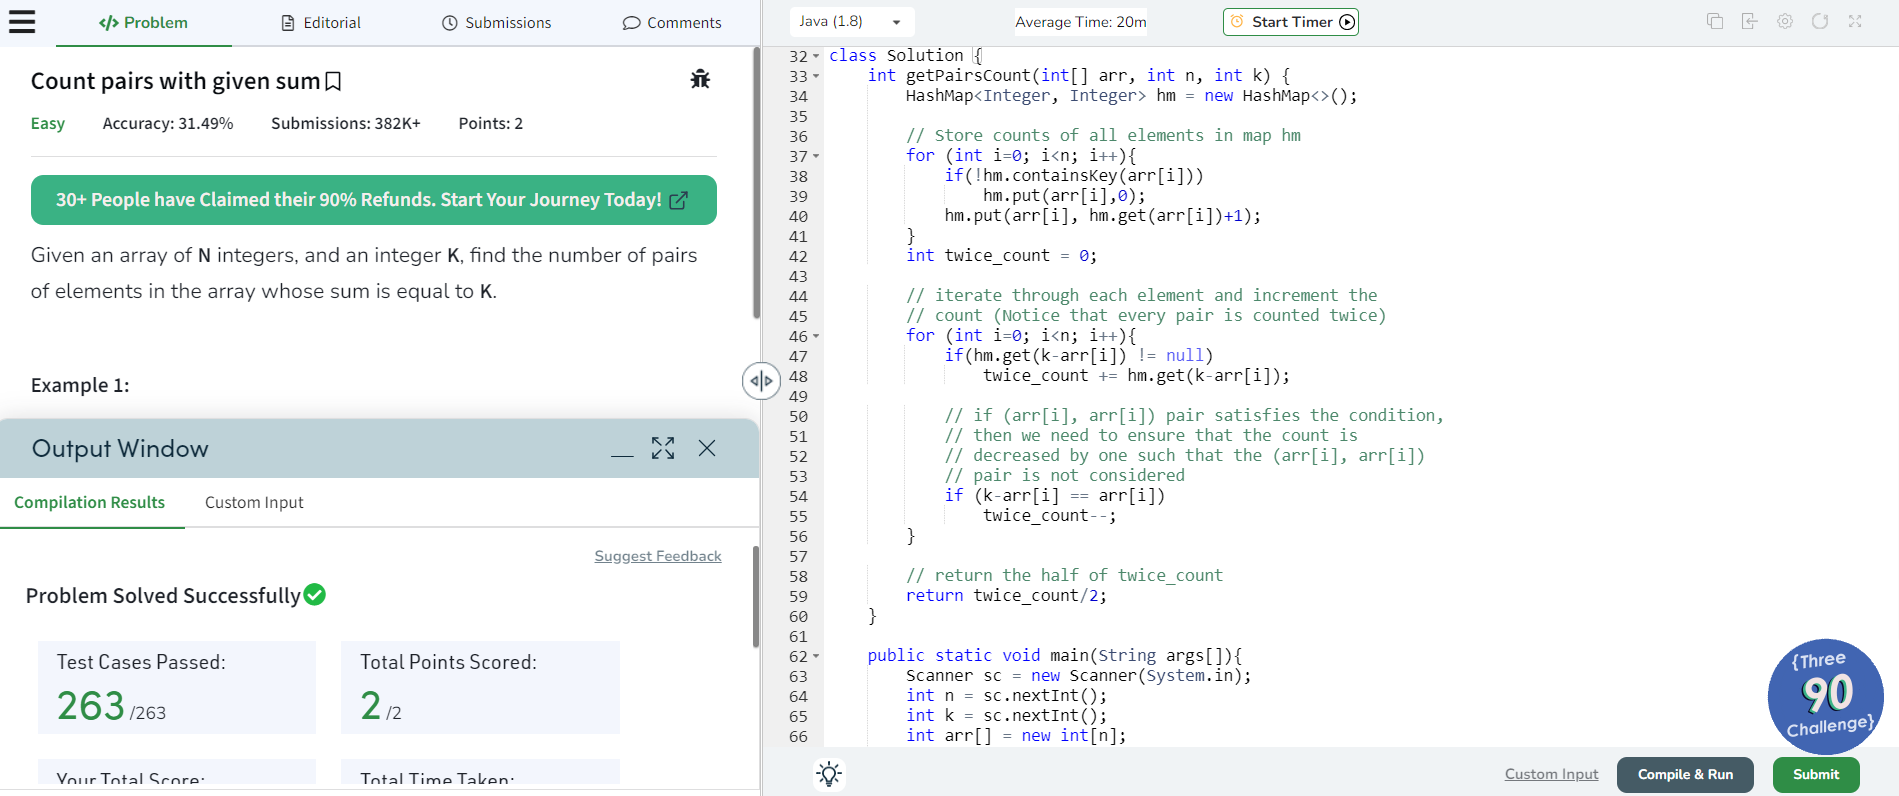 </> Problem
Editorial
Submissions
Comments
Count pairs with given sum
Easy Accuracy: 31.49% Submissions: 382K+ Points: 2
30+ People have Claimed their 90% Refunds. Start Your Journey Today!
Given an array of N integers, and an integer K, find the number of pairs
of elements in the array whose sum is equal to K.
Example 1:
Output Window
Compilation Results Custom Input
Suggest Feedback
Problem Solved Successfully
Test Cases Passed:
263 /263
Total Points Scored:
2 /2
Your Total Score:
Total Time Taken:
Java (1.8)
Average Time: 20m
Start Timer
32 class Solution {
33 int getPairsCount(int[] arr, int n, int k) {
34 HashMap<Integer, Integer> hm = new HashMap<>();
35
36 // Store counts of all elements in map hm
37 for (int i=0; i<n; i++){
38 if(!hm.containsKey(arr[i]))
39 hm.put(arr[i],0);
40 hm.put(arr[i], hm.get(arr[i])+1);
41 }
42 int twice_count = 0;
43
44 // iterate through each element and increment the
45 // count (Notice that every pair is counted twice)
46 for (int i=0; i<n; i++){
47 if(hm.get(k-arr[i]) != null)
48 twice_count += hm.get(k-arr[i]);
49
50 // if (arr[i], arr[i]) pair satisfies the condition,
51 // then we need to ensure that the count is
52 // decreased by one such that the (arr[i], arr[i])
53 // pair is not considered
54 if (k-arr[i] == arr[i])
55 twice_count--;
56 }
57
58 // return the half of twice_count
59 return twice_count/2;
60 }
61
62 public static void main(String args[]){
63 Scanner sc = new Scanner(System.in);
64 int n = sc.nextInt();
65 int k = sc.nextInt();
66 int arr[] = new int[n];
{Three
90
Challenge}
Custom Input
Compile & Run
Submit